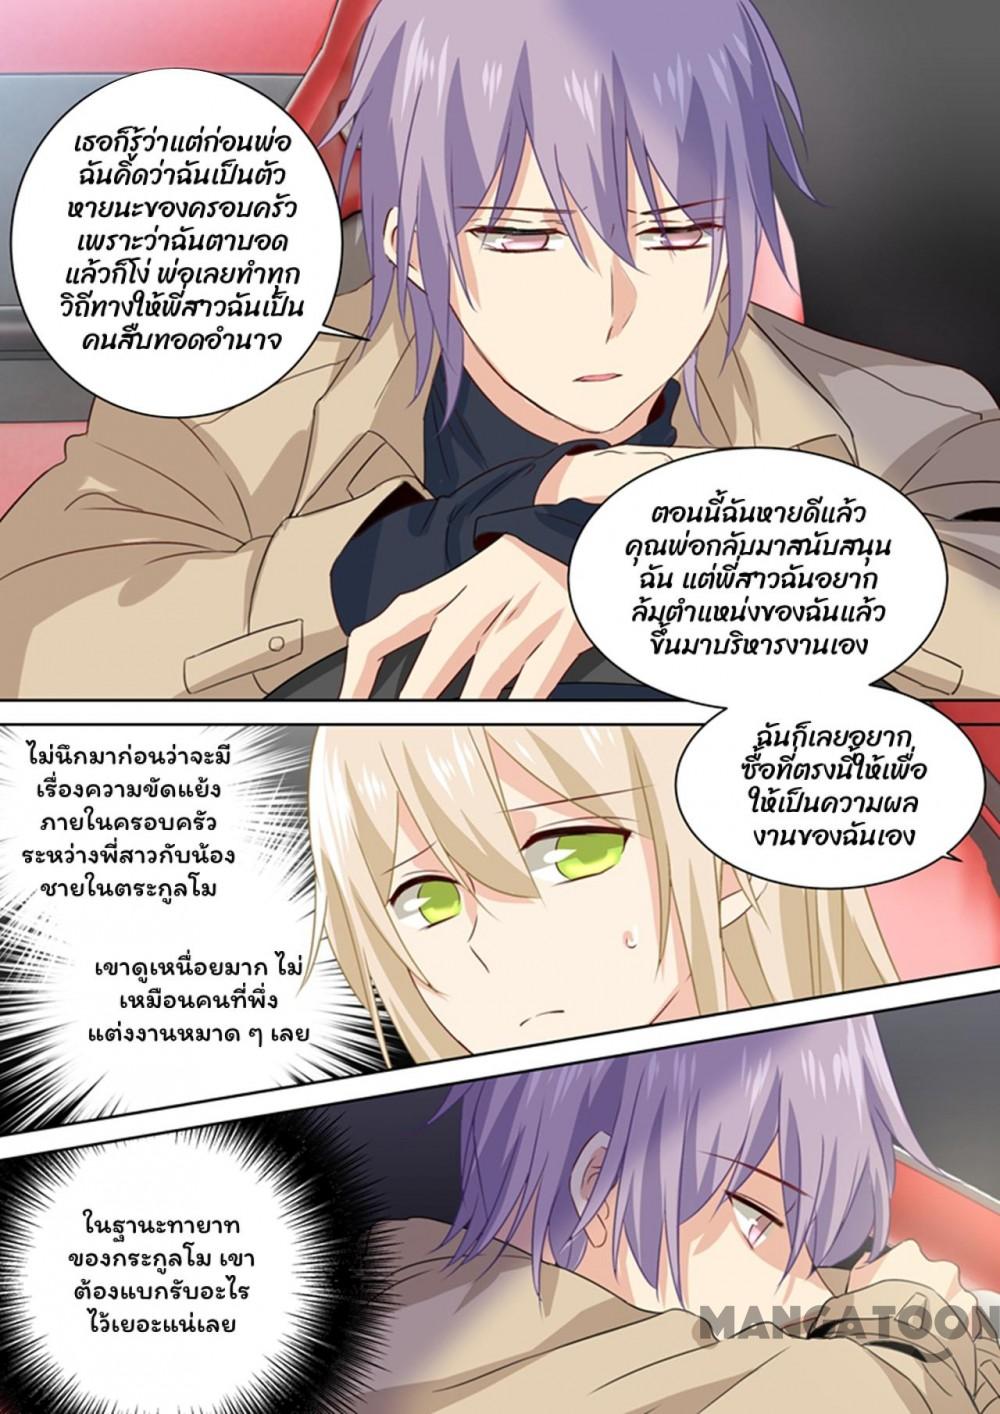 เธอก็รู้ว่าแต่ก่อนพ่อ
ฉันคิดว่าฉันเป็นตัว
หายนะของครอบครัว
เพราะว่าฉันตาบอด
แล้วก็โง่ พ่อเลยทำทุก
วิถีทางให้พี่สาวฉันเป็น
คนสืบทอดอำนาจ
ตอนนี้ฉันหายดีแล้ว
คุณพ่อกลับมาสนับสนุน
ฉัน แต่พี่สาวฉันอยาก
ล้มตำแหน่งของฉันแล้ว
ขึ้นมาบริหารงานเอง
ฉันก็เลยอยาก
ซื้อที่ตรงนี้ให้เพื่อ
ให้เป็นความผล
งานของฉันเอง
ไม่นึกมาก่อนว่าจะมี
เรื่องความขัดแย้ง
ภายในครอบครัว
ระหว่างพี่สาวกับน้อง
ชายในตระกูลโม
เขาดูเหนื่อยมาก ไม่
เหมือนคนที่พึ่ง
แต่งงานหมาด ๆ เลย
ในฐานะทายาท
ของกระกูลโม เขา
ต้องแบกรับอะไร
ไว้เยอะแน่เลย
MANGATOON